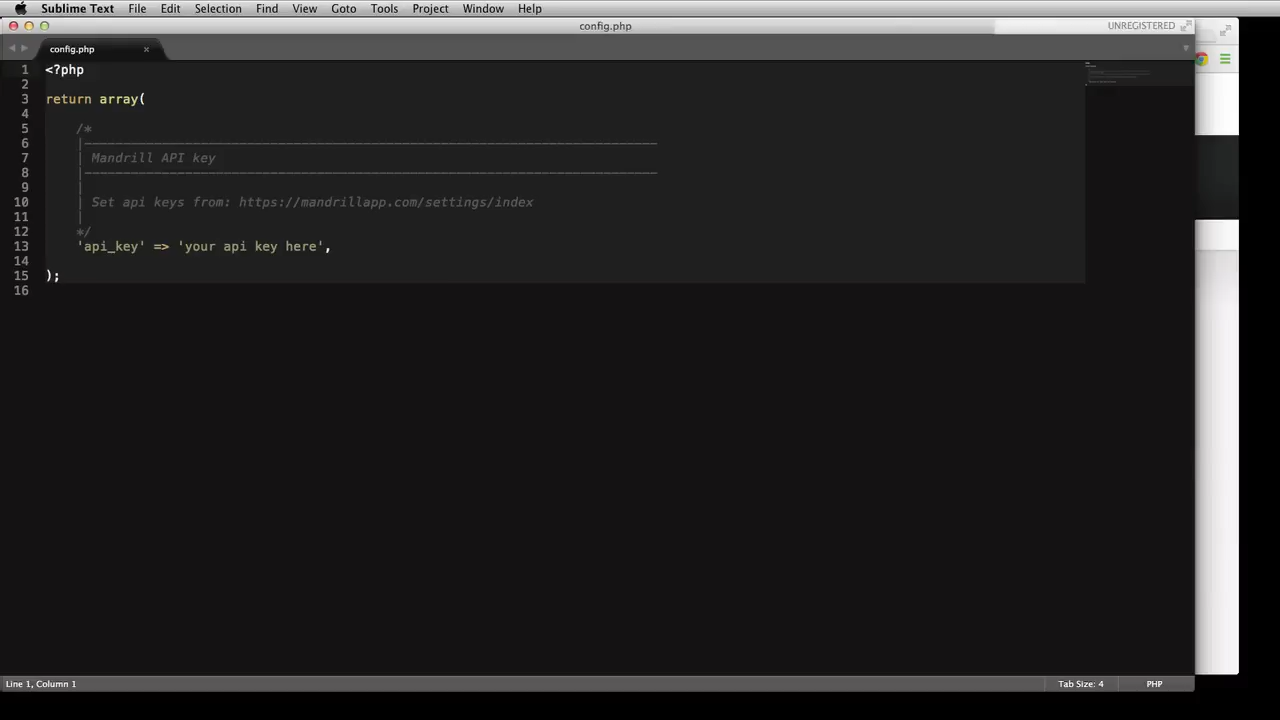 Sublime Text File Edit Selection Find View Goto Tools Project Window Help
config.php
UNREGISTERED
config.php ×
1 <?php
2
3 return array(
4
5 /*
6 |--------------------------------------------------------------------------
7 | Mandrill API key
8 |--------------------------------------------------------------------------
9 |
10 | Set api keys from: https://mandrillapp.com/settings/index
11 |
12 */
13 'api_key' => 'your api key here',
14
15 );
16
Line 1, Column 1
Tab Size: 4
PHP